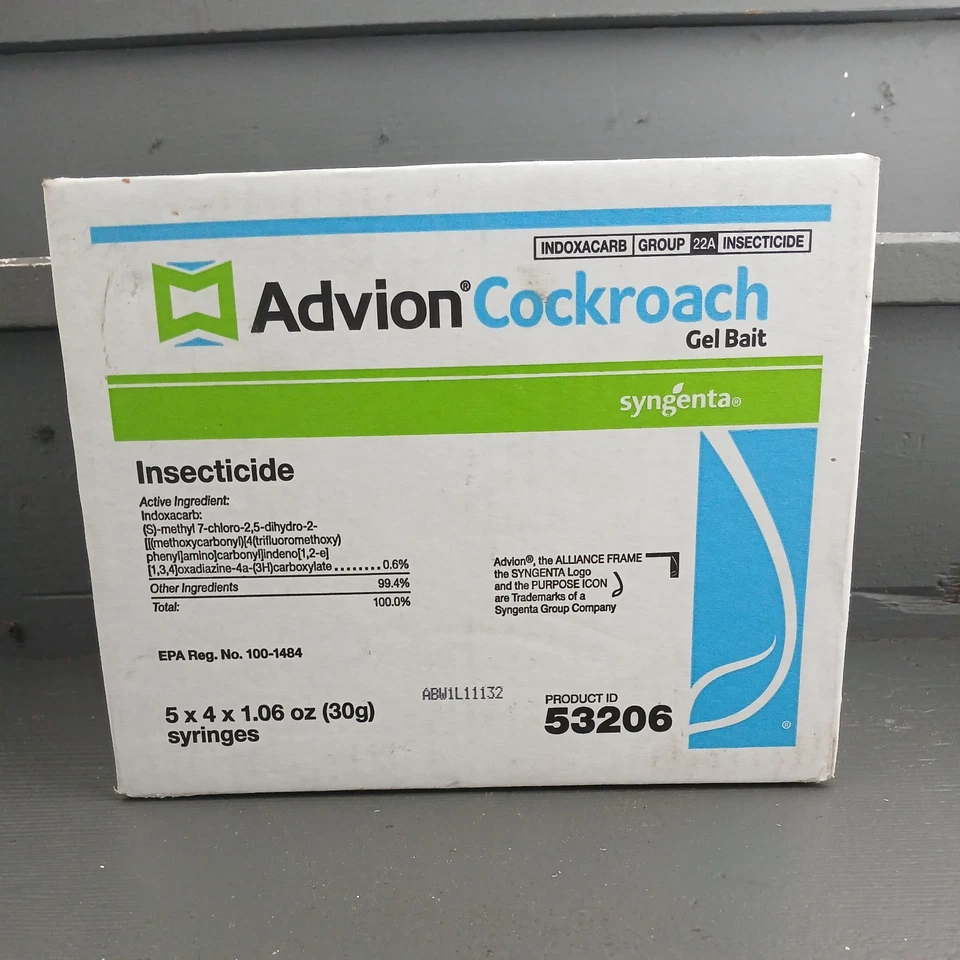 INDOXACARB GROUP 22A INSECTICIDE
Advion® Cockroach
Gel Bait
syngenta®
Insecticide
Active Ingredient:
Indoxacarb:
(S)-methyl 7-chloro-2,5-dihydro-2-
[[(methoxycarbonyl)[4(trifluoromethoxy)
phenyl]amino]carbonyl]indeno[1,2-e]
[1,3,4]oxadiazine-4a-(3H)carboxylate ........ 0.6%
Other Ingredients 99.4%
Total: 100.0%
Advion®, the ALLIANCE FRAME
the SYNGENTA Logo
and the PURPOSE ICON
are Trademarks of a
Syngenta Group Company
EPA Reg. No. 100-1484
ABW1L11132
5 x 4 x 1.06 oz (30g)
syringes
PRODUCT ID
53206
®